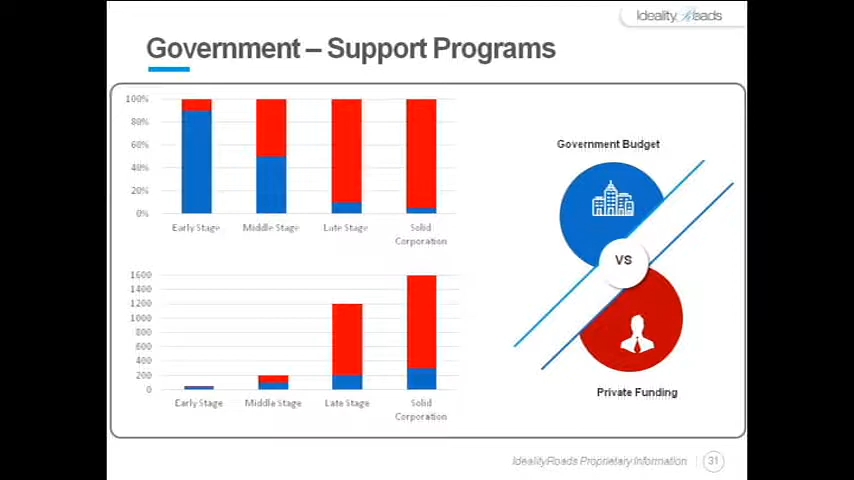 Ideality Roads
Government – Support Programs
100%
80%
60%
40%
20%
0%
Early Stage
Middle Stage
Late Stage
Solid
Corporation
1600
1400
1200
1000
800
600
400
200
0
Early Stage
Middle Stage
Late Stage
Solid
Corporation
Government Budget
VS
Private Funding
IdealityRoads Proprietary Information
31